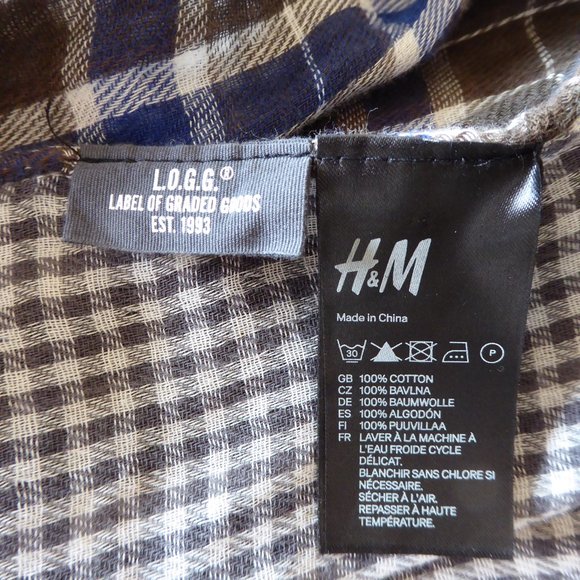 L.O.G.G.®
LABEL OF GRADED GOODS
EST. 1993
H&M
Made in China
30
P
GB 100% COTTON
CZ 100% BAVLNA
DE 100% BAUMWOLLE
ES 100% ALGODÓN
FI 100% PUUVILLAA
FR LAVER À LA MACHINE À
L'EAU FROIDE CYCLE
DÉLICAT.
BLANCHIR SANS CHLORE SI
NÉCESSAIRE.
SÉCHER À L'AIR.
REPASSER À HAUTE
TEMPÉRATURE.